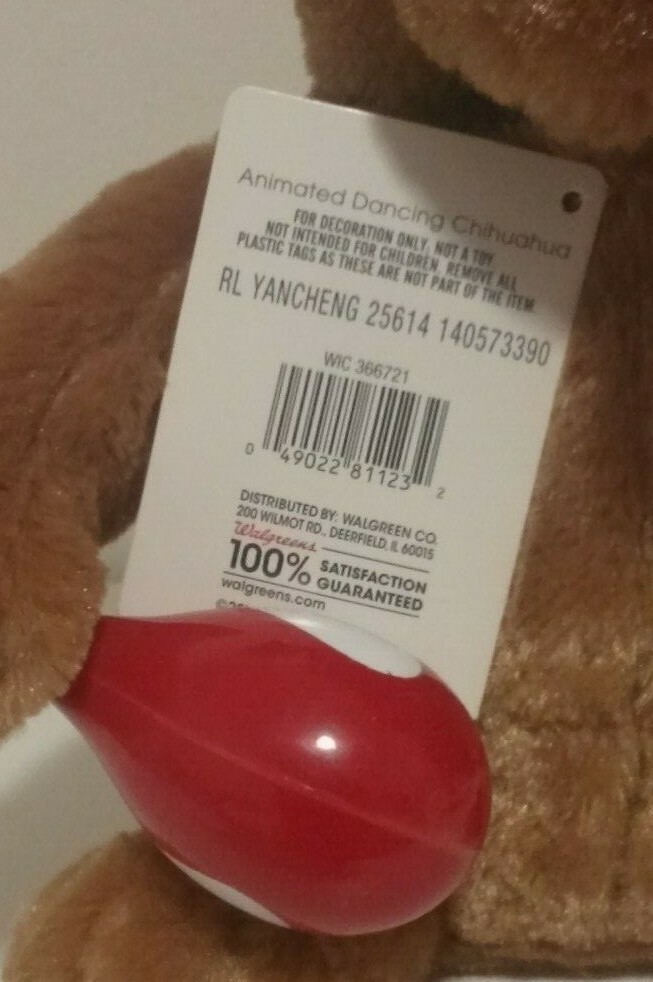 Animated Dancing Chihuahua
FOR DECORATION ONLY, NOT A TOY
NOT INTENDED FOR CHILDREN, REMOVE ALL
PLASTIC TAGS AS THESE ARE NOT PART OF THE ITEM.
RL YANCHENG 25614 140573390
WIC 366721
0 49022 81123 2
DISTRIBUTED BY: WALGREEN CO.
200 WILMOT RD., DEERFIELD, IL 60015
Walgreens
100% SATISFACTION
GUARANTEED
walgreens.com